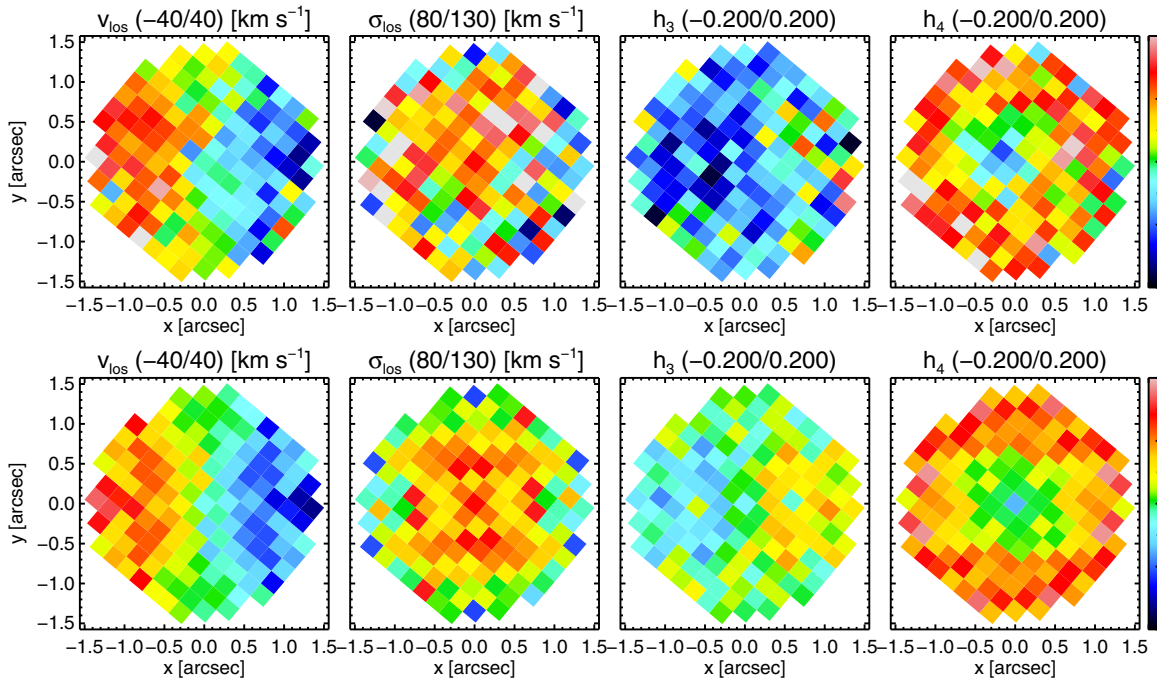 v_los (−40/40) [km s⁻¹] σ_los (80/130) [km s⁻¹] h₃ (−0.200/0.200) h₄ (−0.200/0.200)
1.5
1.0
0.5
0.0
−0.5
−1.0
−1.5
y [arcsec]
−1.5 −1.0 −0.5 0.0 0.5 1.0 1.5 −1.5 −1.0 −0.5 0.0 0.5 1.0 1.5 −1.5 −1.0 −0.5 0.0 0.5 1.0 1.5 −1.5 −1.0 −0.5 0.0 0.5 1.0 1.5
x [arcsec] x [arcsec] x [arcsec] x [arcsec]
v_los (−40/40) [km s⁻¹] σ_los (80/130) [km s⁻¹] h₃ (−0.200/0.200) h₄ (−0.200/0.200)
1.5
1.0
0.5
0.0
−0.5
−1.0
−1.5
y [arcsec]
−1.5 −1.0 −0.5 0.0 0.5 1.0 1.5 −1.5 −1.0 −0.5 0.0 0.5 1.0 1.5 −1.5 −1.0 −0.5 0.0 0.5 1.0 1.5 −1.5 −1.0 −0.5 0.0 0.5 1.0 1.5
x [arcsec] x [arcsec] x [arcsec] x [arcsec]